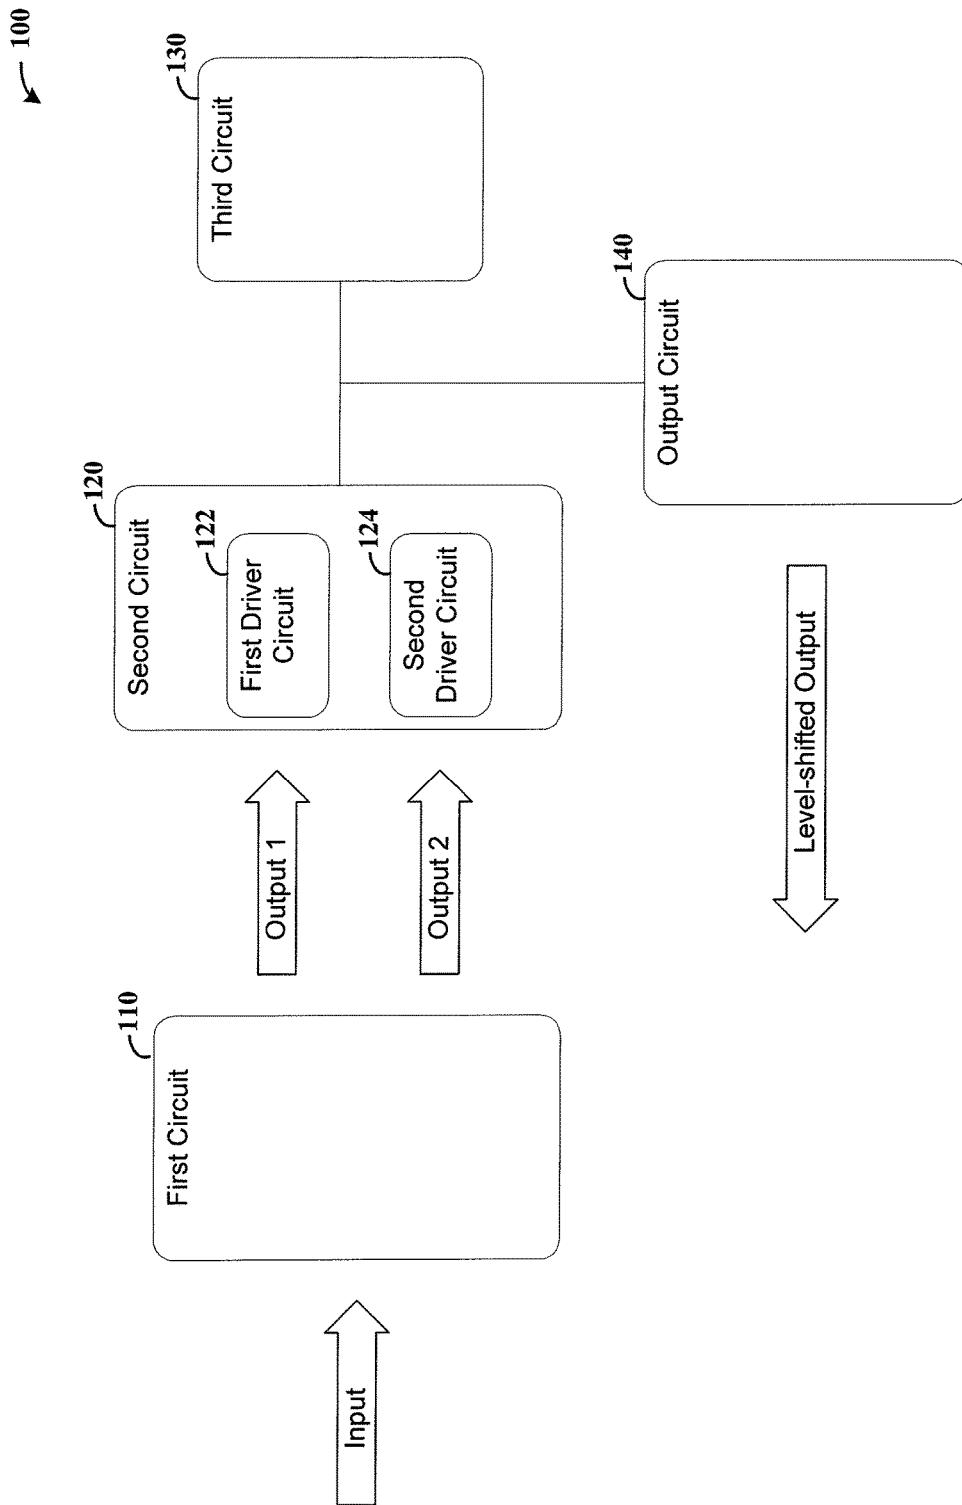 100
Input
First Circuit
110
Output 1
Output 2
Second Circuit
120
First Driver
Circuit
122
Second
Driver Circuit
124
Third Circuit
130
Output Circuit
140
Level-shifted Output